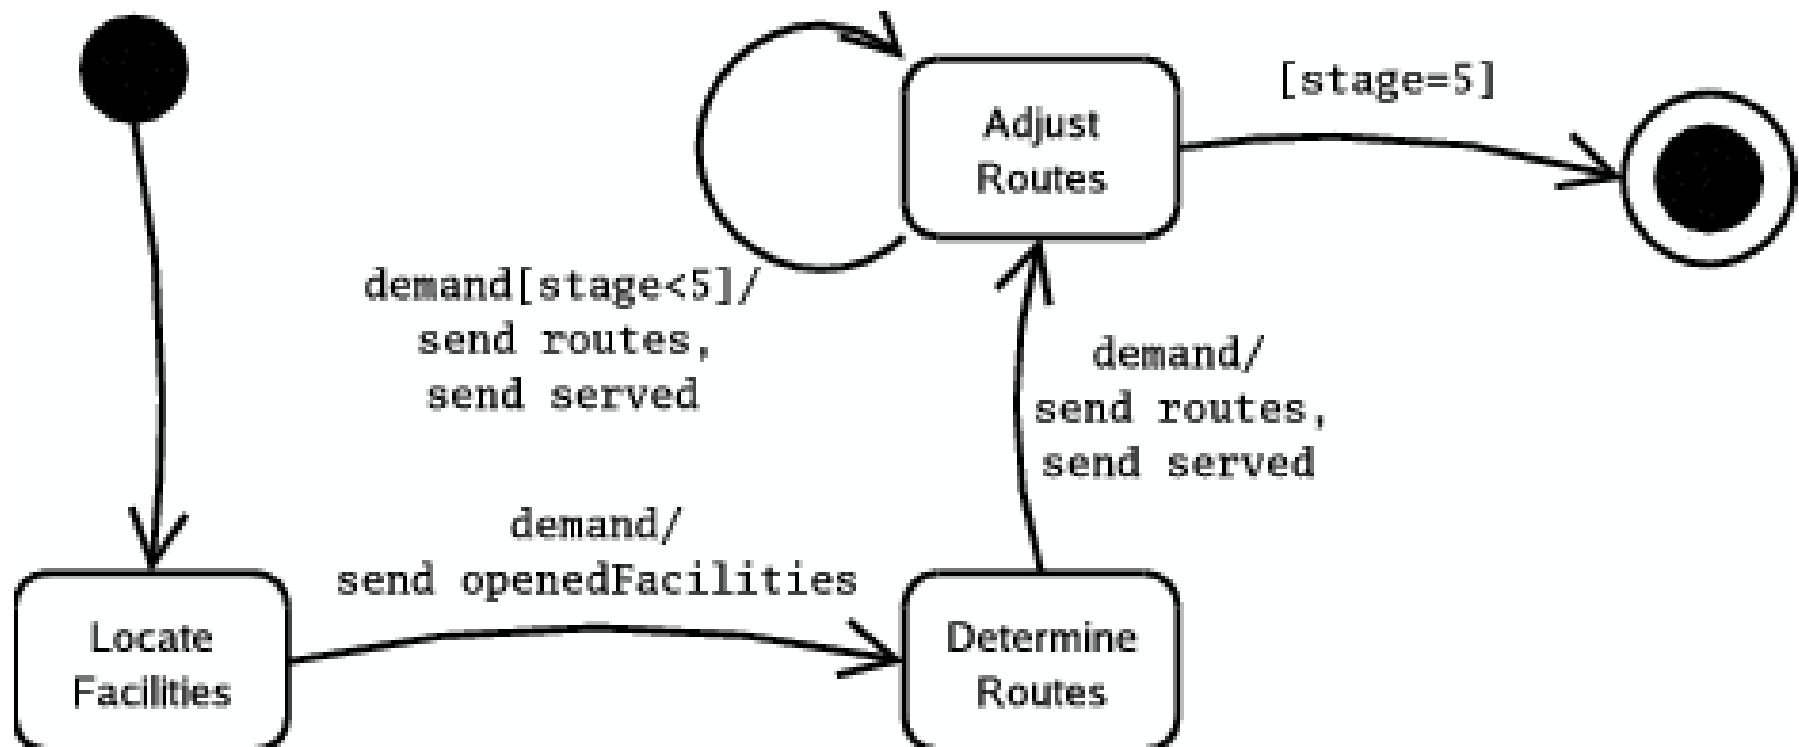 [stage=5]
Adjust
Routes
demand[stage<5]/
send routes,
send served
demand/
send routes,
send served
demand/
send openedFacilities
Locate
Facilities
Determine
Routes